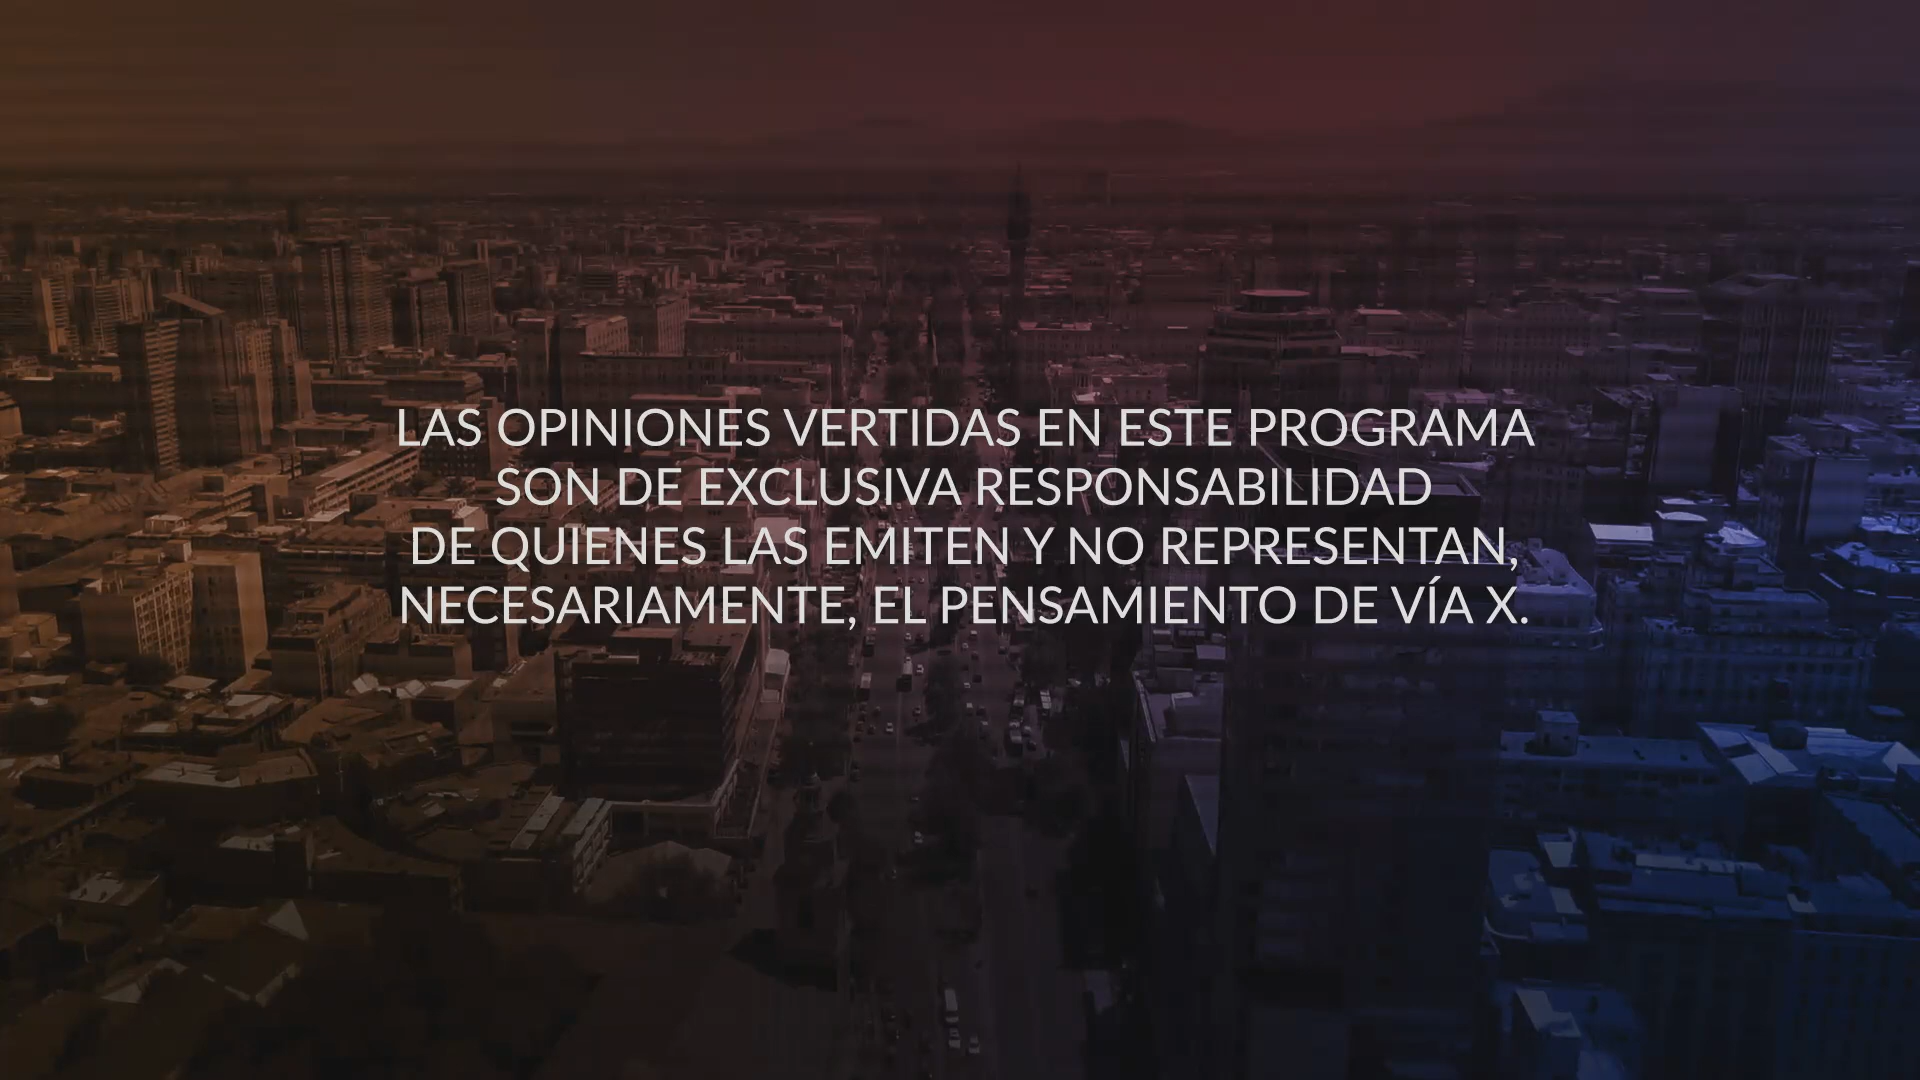 LAS OPINIONES VERTIDAS EN ESTE PROGRAMA
SON DE EXCLUSIVA RESPONSABILIDAD
DE QUIENES LAS EMITEN Y NO REPRESENTAN,
NECESARIAMENTE, EL PENSAMIENTO DE VÍA X.